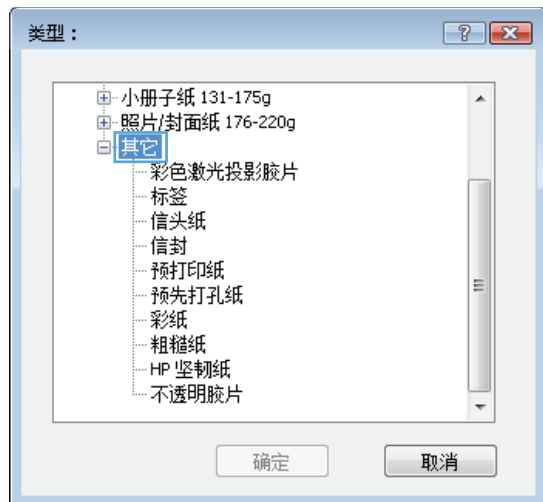 类型：
小册子纸 131-175g
照片/封面纸 176-220g
其它
彩色激光投影胶片
标签
信头纸
信封
预打印纸
预先打孔纸
彩纸
粗糙纸
HP 坚韧纸
不透明胶片
确定
取消